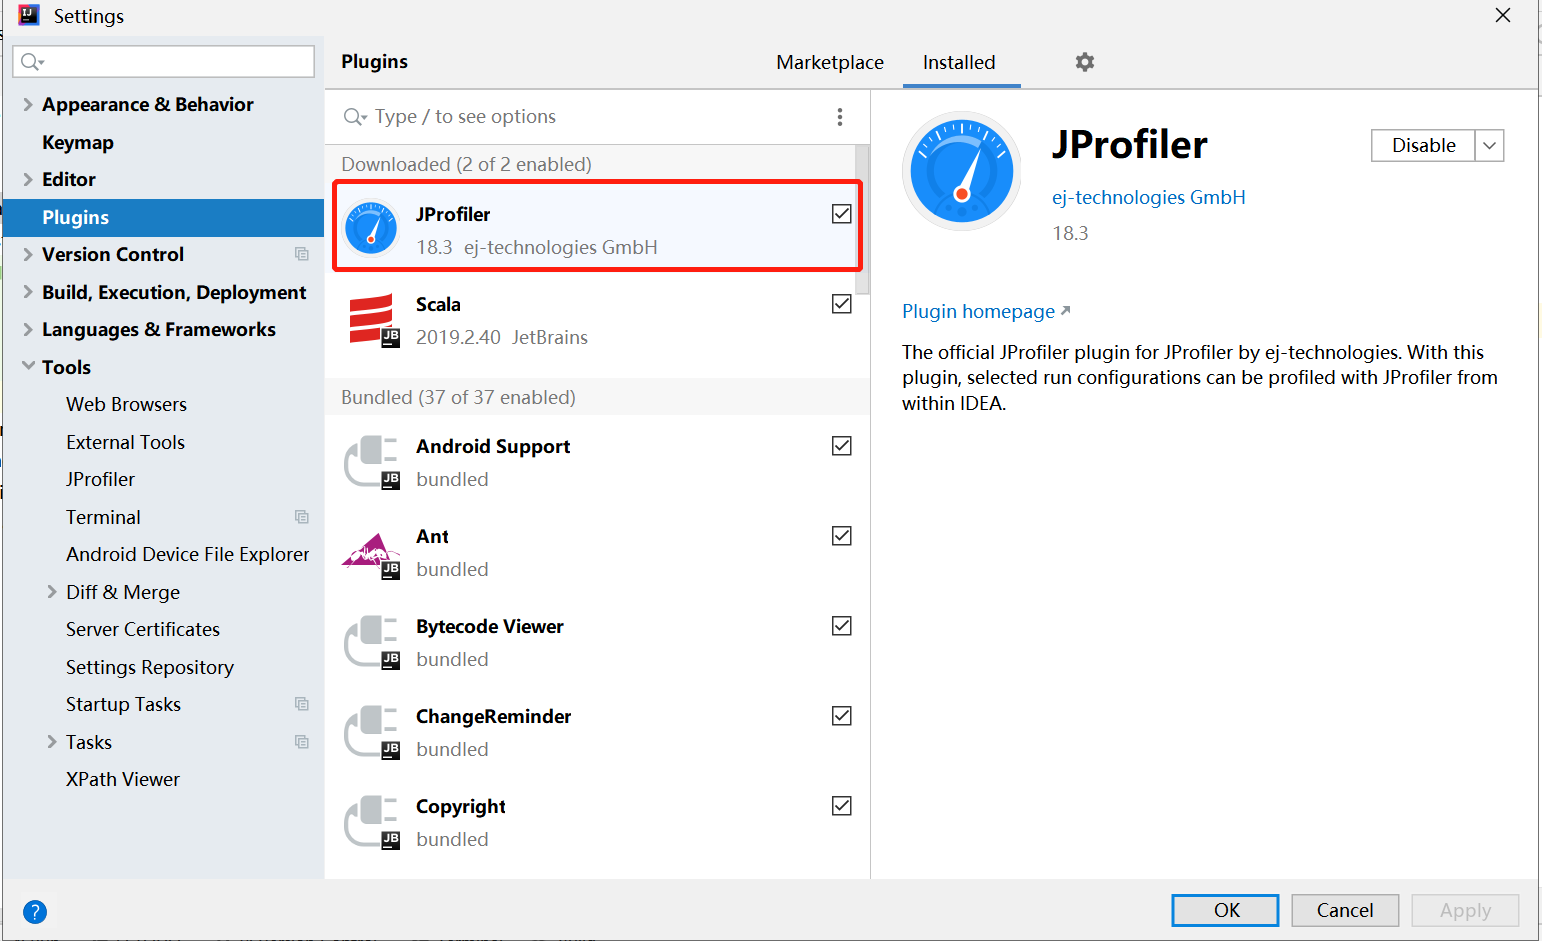 Settings
Plugins
Marketplace
Installed
Appearance & Behavior
Keymap
Editor
Plugins
Version Control
Build, Execution, Deployment
Languages & Frameworks
Tools
Web Browsers
External Tools
JProfiler
Terminal
Android Device File Explorer
Diff & Merge
Server Certificates
Settings Repository
Startup Tasks
Tasks
XPath Viewer
Type / to see options
Downloaded (2 of 2 enabled)
JProfiler
18.3 ej-technologies GmbH
Scala
2019.2.40 JetBrains
Bundled (37 of 37 enabled)
Android Support
bundled
Ant
bundled
Bytecode Viewer
bundled
ChangeReminder
bundled
Copyright
bundled
JProfiler
Disable
ej-technologies GmbH
18.3
Plugin homepage
The official JProfiler plugin for JProfiler by ej-technologies. With this
plugin, selected run configurations can be profiled with JProfiler from
within IDEA.
?
OK
Cancel
Apply